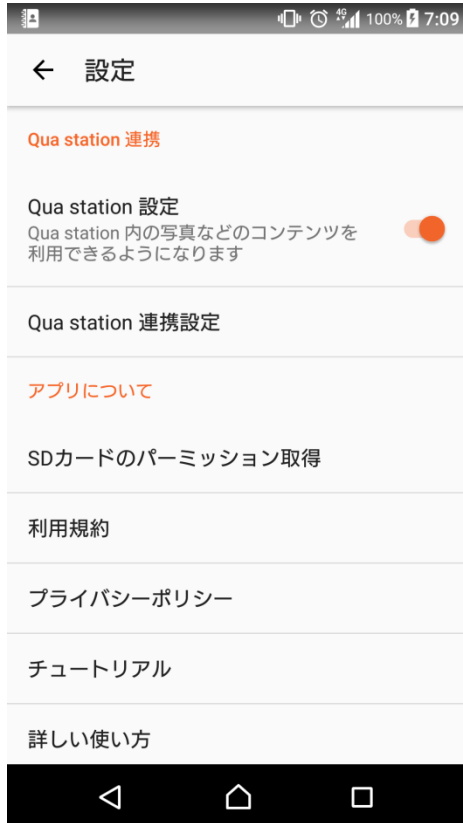 4G 100% 7:09
設定
Qua station 連携
Qua station 設定
Qua station 内の写真などのコンテンツを
利用できるようになります
Qua station 連携設定
アプリについて
SDカードのパーミッション取得
利用規約
プライバシーポリシー
チュートリアル
詳しい使い方